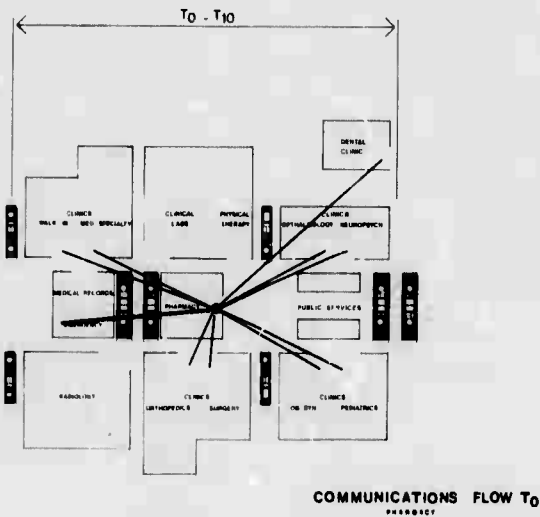 T0 - T10
DENTAL
CLINIC
CLINICS
WALK IN MED SPECIALTY
CLINICAL PHYSICAL
LABS THERAPY
CLINICS
OPTHALMOLOGY NEUROPSYCH
MEDICAL RECORDS
PHARMACY
PUBLIC SERVICES
RADIOLOGY
CLINICS
ORTHOPEDICS SURGERY
CLINICS
OB GYN PEDIATRICS
COMMUNICATIONS FLOW T0
PHARMACY